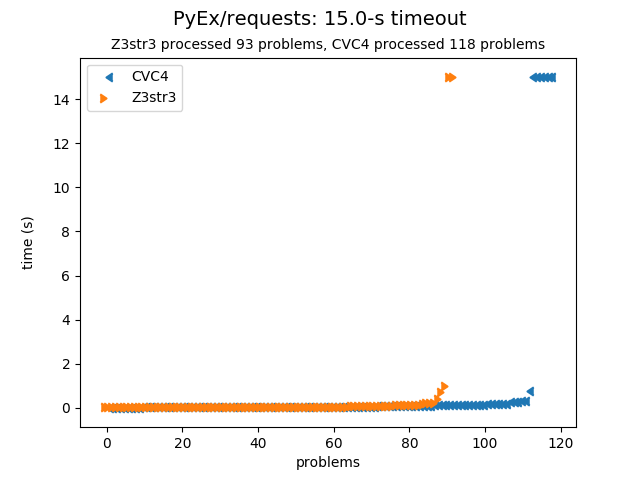 PyEx/requests: 15.0-s timeout
Z3str3 processed 93 problems, CVC4 processed 118 problems
CVC4
Z3str3
14
12
10
8
6
4
2
0
time (s)
0 20 40 60 80 100 120
problems